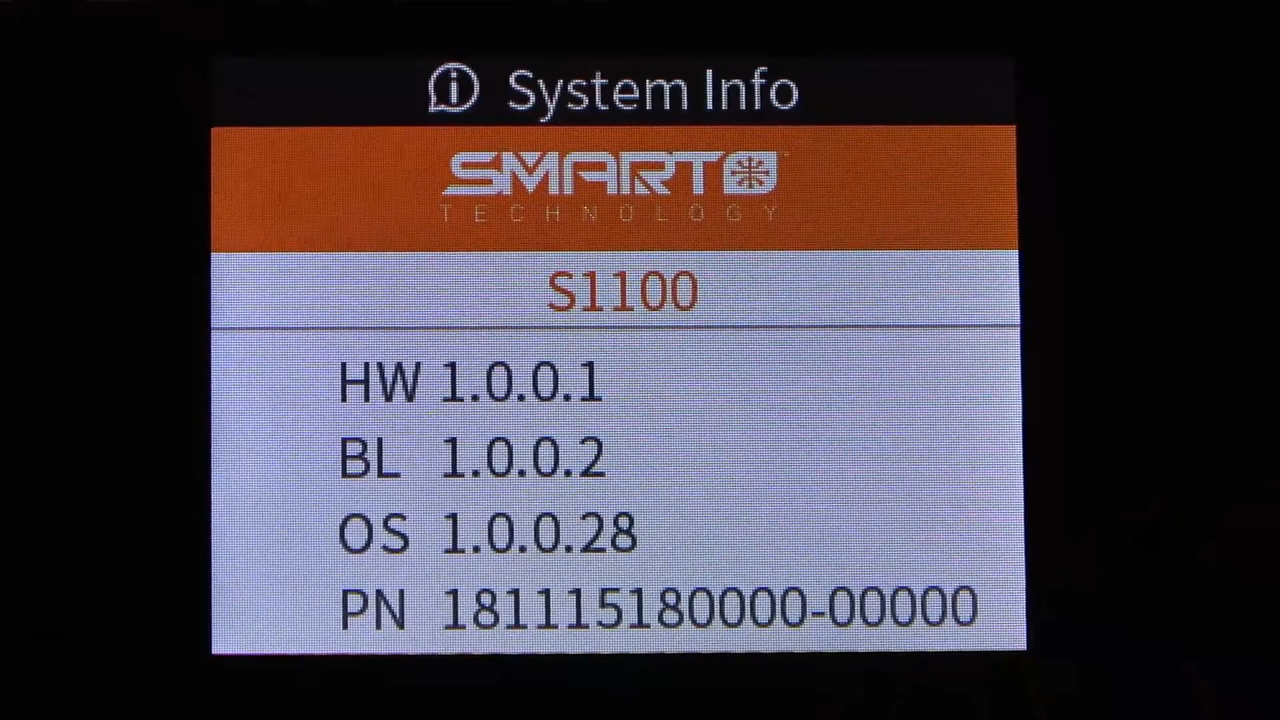 System Info
SMART
TECHNOLOGY
S1100
HW 1.0.0.1
BL 1.0.0.2
OS 1.0.0.28
PN 181115180000-00000